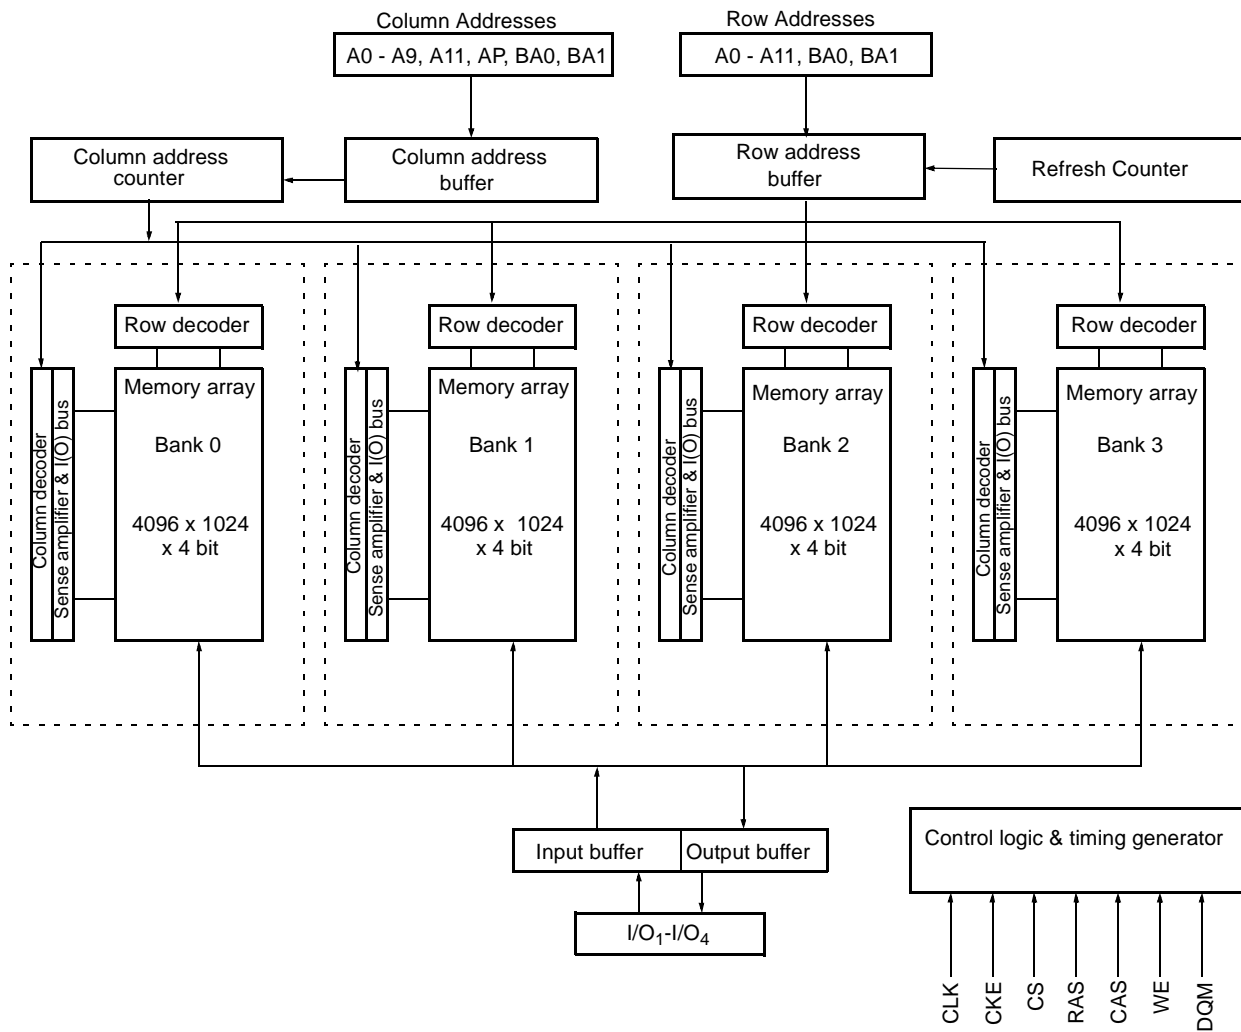 Column Addresses
Row Addresses
A0 - A9, A11, AP, BA0, BA1
A0 - A11, BA0, BA1
Column address
counter
Column address
buffer
Row address
buffer
Refresh Counter
Row decoder
Row decoder
Row decoder
Row decoder
Column decoder
Sense amplifier & I(O) bus
Memory array
Bank 0
4096 x 1024
x 4 bit
Column decoder
Sense amplifier & I(O) bus
Memory array
Bank 1
4096 x  1024
x 4 bit
Column decoder
Sense amplifier & I(O) bus
Memory array
Bank 2
4096 x 1024
x 4 bit
Column decoder
Sense amplifier & I(O) bus
Memory array
Bank 3
4096 x 1024
x 4 bit
Input buffer
Output buffer
I/O₁-I/O₄
Control logic & timing generator
CLK
CKE
CS
RAS
CAS
WE
DQM